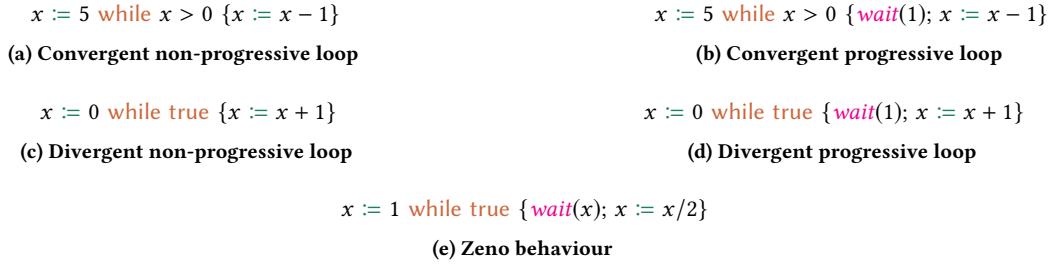 x := 5 while x > 0 {x := x − 1}
x := 5 while x > 0 {wait(1); x := x − 1}
(a) Convergent non-progressive loop
(b) Convergent progressive loop
x := 0 while true {x := x + 1}
x := 0 while true {wait(1); x := x + 1}
(c) Divergent non-progressive loop
(d) Divergent progressive loop
x := 1 while true {wait(x); x := x/2}
(e) Zeno behaviour